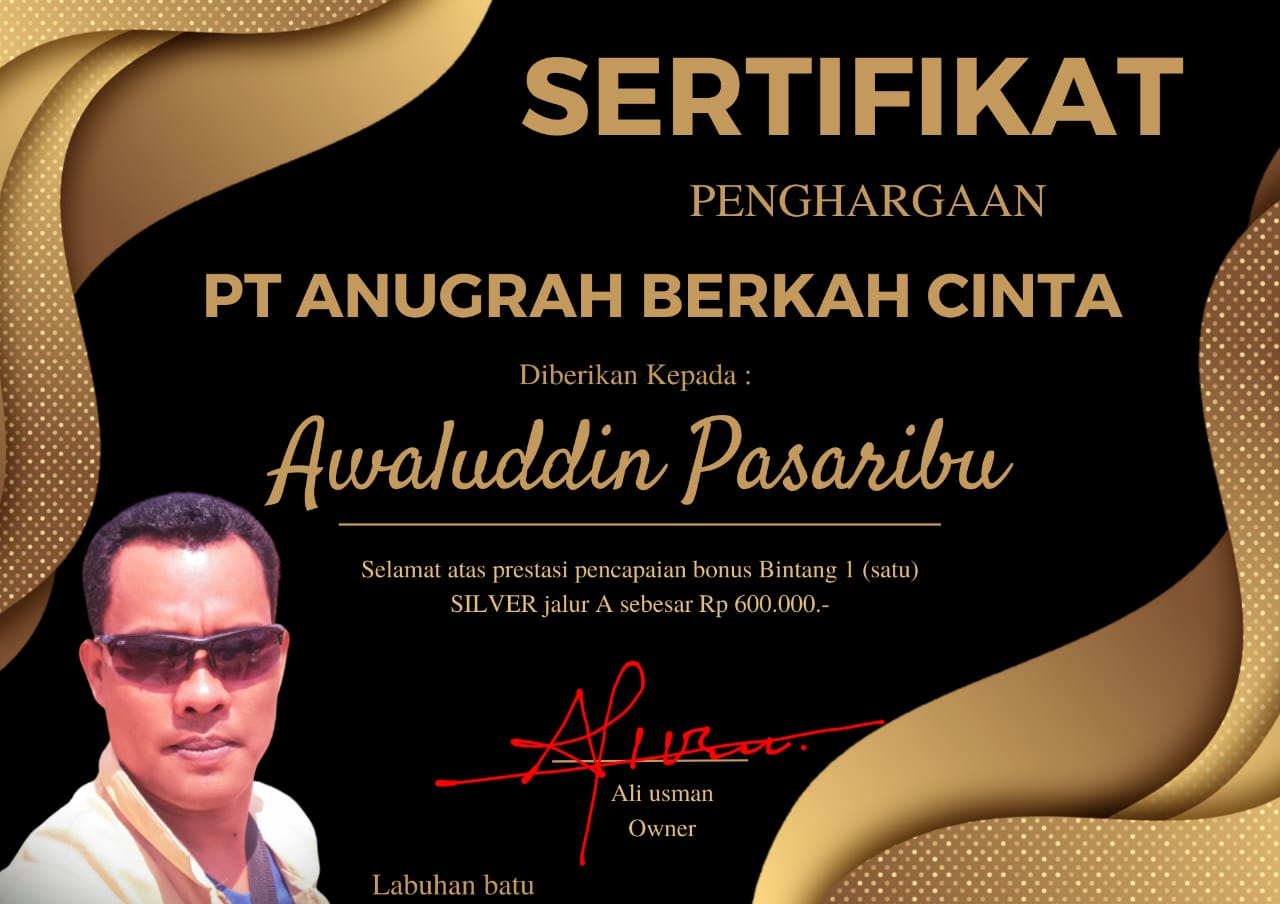 SERTIFIKAT
PENGHARGAAN
PT ANUGRAH BERKAH CINTA
Diberikan Kepada :
Awaluddin Pasaribu
Selamat atas prestasi pencapaian bonus Bintang 1 (satu)
SILVER jalur A sebesar Rp 600.000.-
Ali usman
Owner
Labuhan batu